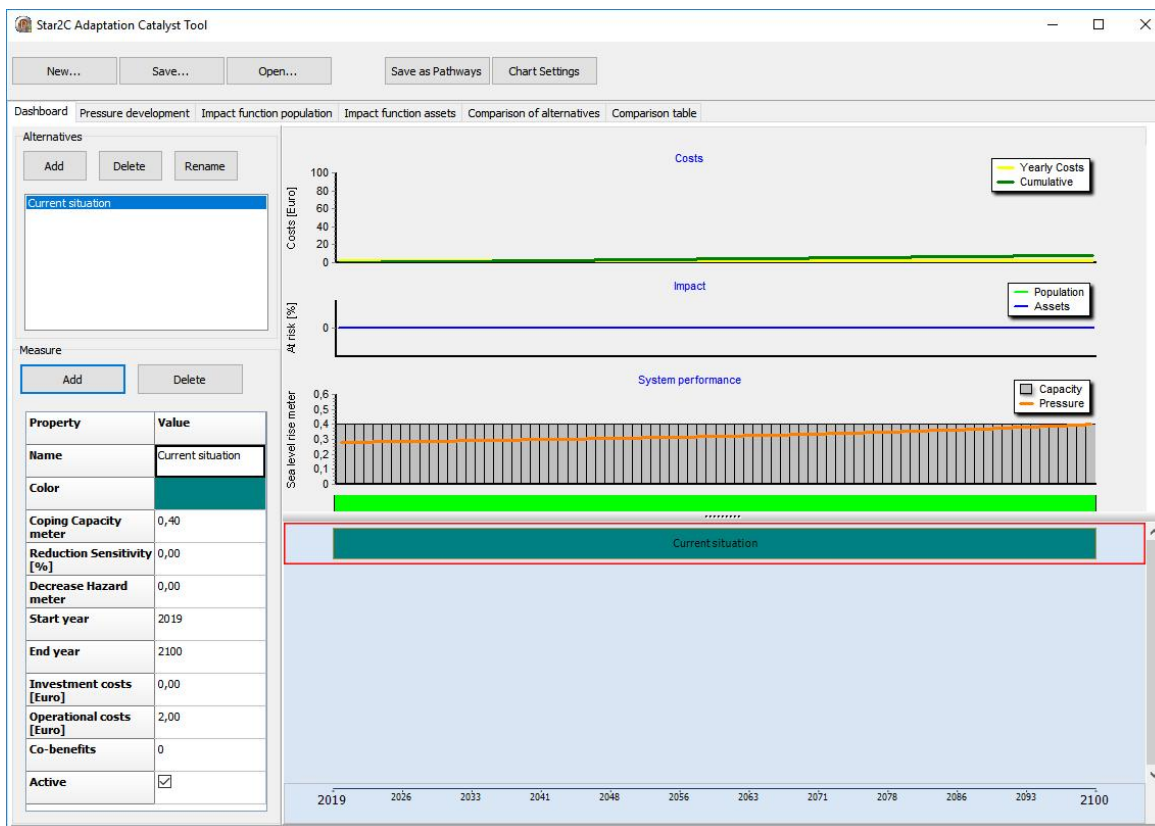 Star2C Adaptation Catalyst Tool
New... Save... Open... Save as Pathways Chart Settings
Dashboard Pressure development Impact function population Impact function assets Comparison of alternatives Comparison table
Alternatives
Add Delete Rename
Current situation
Measure
Add Delete
Property Value
Name Current situation
Color
Coping Capacity
meter 0,40
Reduction Sensitivity
[%] 0,00
Decrease Hazard
meter 0,00
Start year 2019
End year 2100
Investment costs
[Euro] 0,00
Operational costs
[Euro] 2,00
Co-benefits 0
Active
Costs
Yearly Costs
Cumulative
Costs [Euro]
100
80
60
40
20
0
Impact
Population
Assets
At risk [%]
0
System performance
Capacity
Pressure
Sea level rise meter
0,6
0,5
0,4
0,3
0,2
0,1
0
Current situation
2019 2026 2033 2041 2048 2056 2063 2071 2078 2086 2093 2100